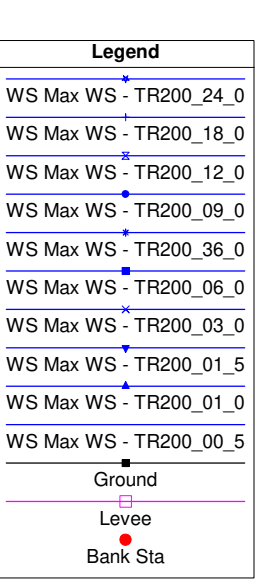 Legend
WS Max WS - TR200_24_0
WS Max WS - TR200_18_0
WS Max WS - TR200_12_0
WS Max WS - TR200_09_0
WS Max WS - TR200_36_0
WS Max WS - TR200_06_0
WS Max WS - TR200_03_0
WS Max WS - TR200_01_5
WS Max WS - TR200_01_0
WS Max WS - TR200_00_5
Ground
Levee
Bank Sta